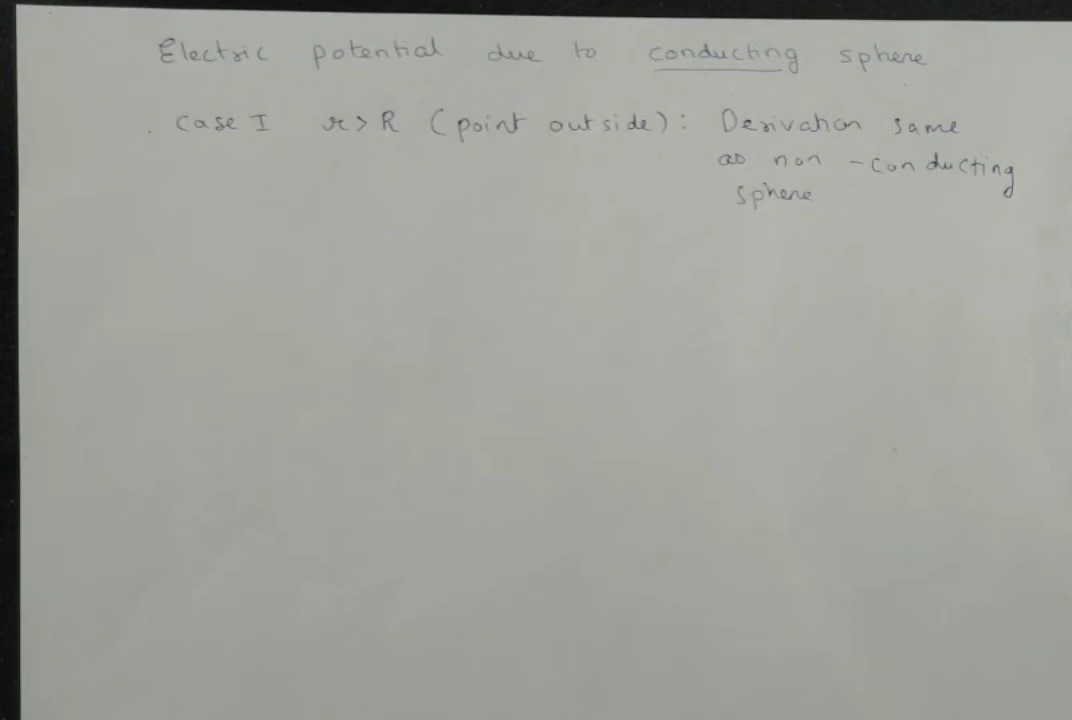 Electric potential due to conducting sphere
Case I r>R (point outside): Derivation same
as non-conducting
sphere